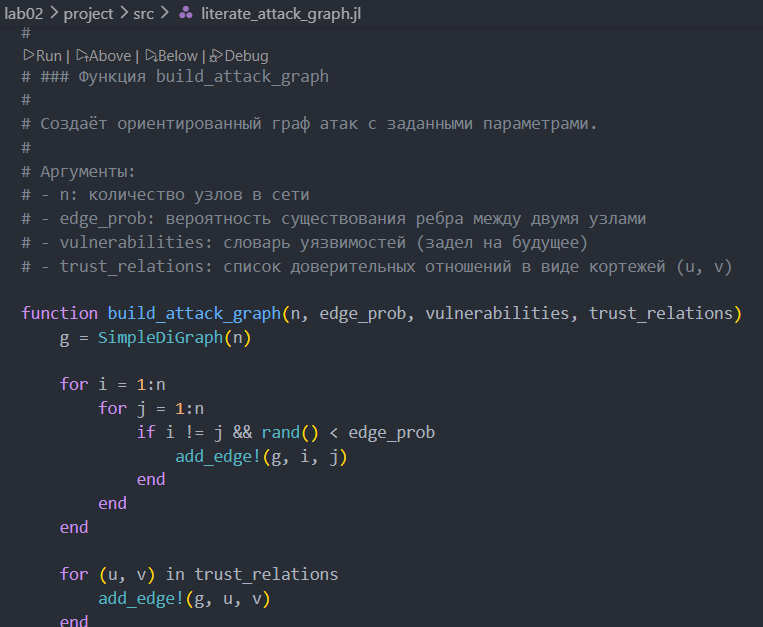 lab02 > project > src > literate_attack_graph.jl
#
Run | Above | Below | Debug
# ### Функция build_attack_graph
#
# Создаёт ориентированный граф атак с заданными параметрами.
#
# Аргументы:
# - n: количество узлов в сети
# - edge_prob: вероятность существования ребра между двумя узлами
# - vulnerabilities: словарь уязвимостей (задел на будущее)
# - trust_relations: список доверительных отношений в виде кортежей (u, v)

function build_attack_graph(n, edge_prob, vulnerabilities, trust_relations)
    g = SimpleDiGraph(n)

    for i = 1:n
        for j = 1:n
            if i != j && rand() < edge_prob
                add_edge!(g, i, j)
            end
        end
    end

    for (u, v) in trust_relations
        add_edge!(g, u, v)
    end